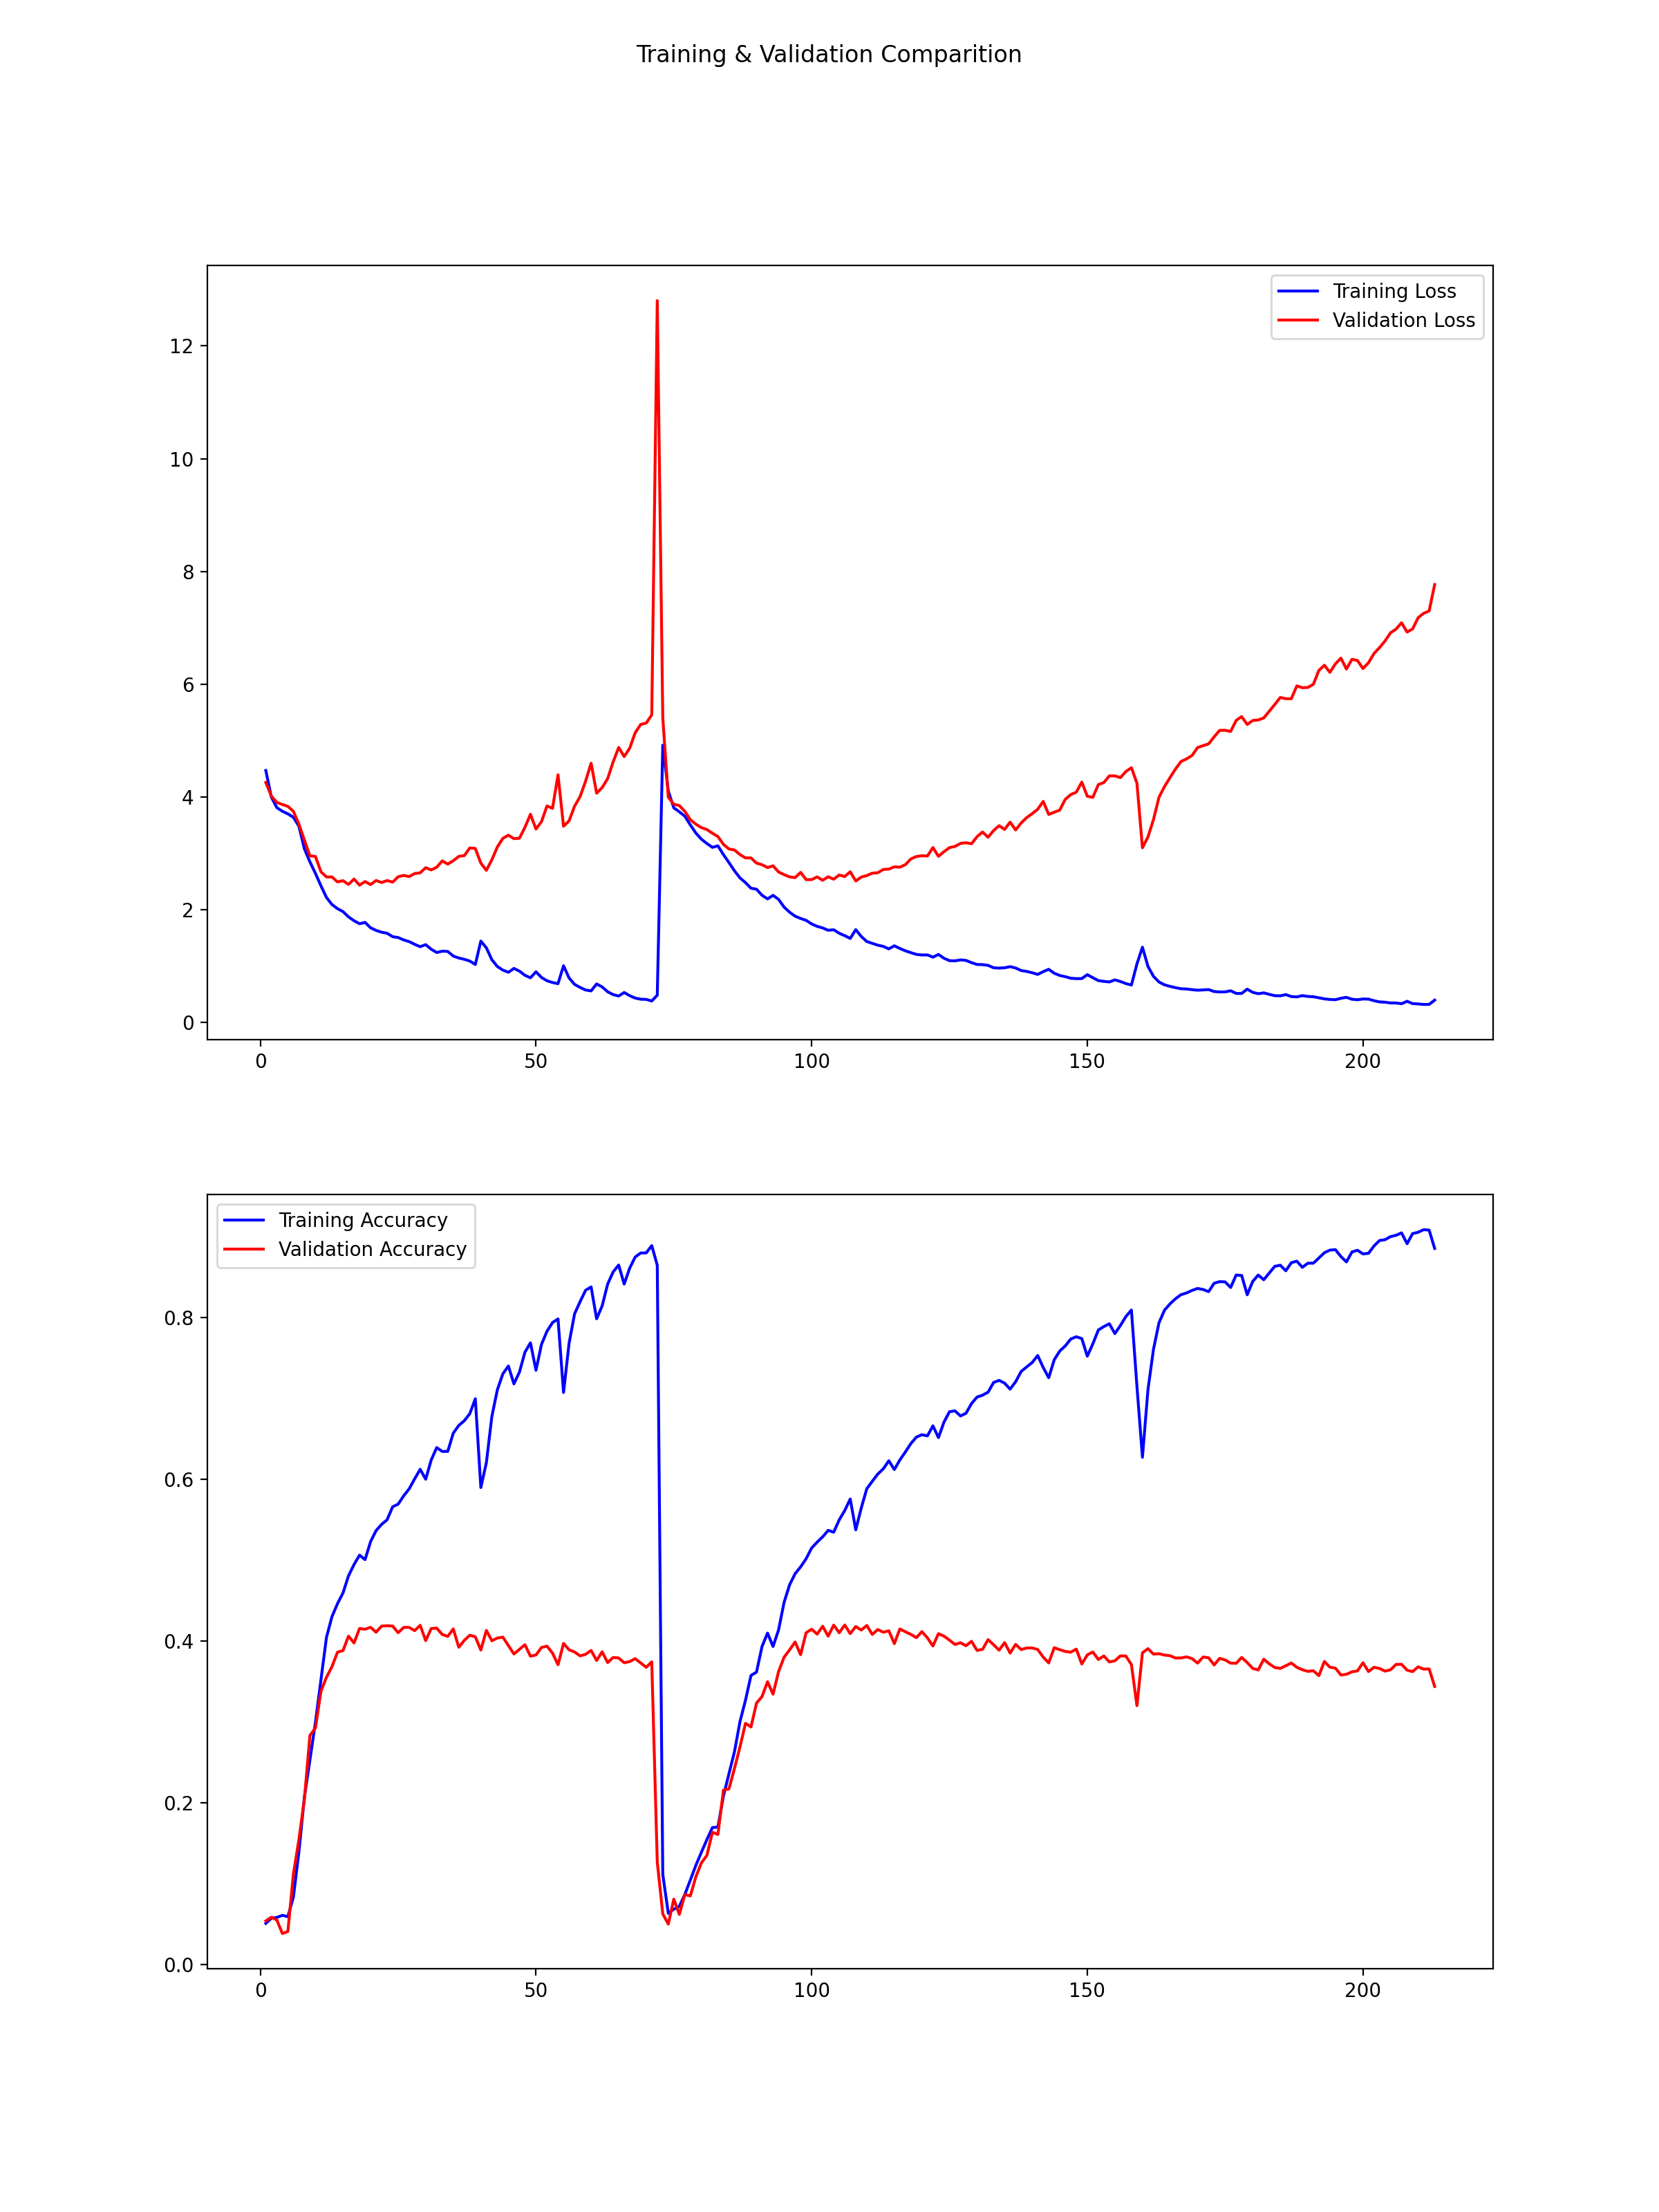 Training & Validation Comparition
Training Loss
Validation Loss
12
10
8
6
4
2
0
0 50 100 150 200
Training Accuracy
Validation Accuracy
0.8
0.6
0.4
0.2
0.0
0 50 100 150 200